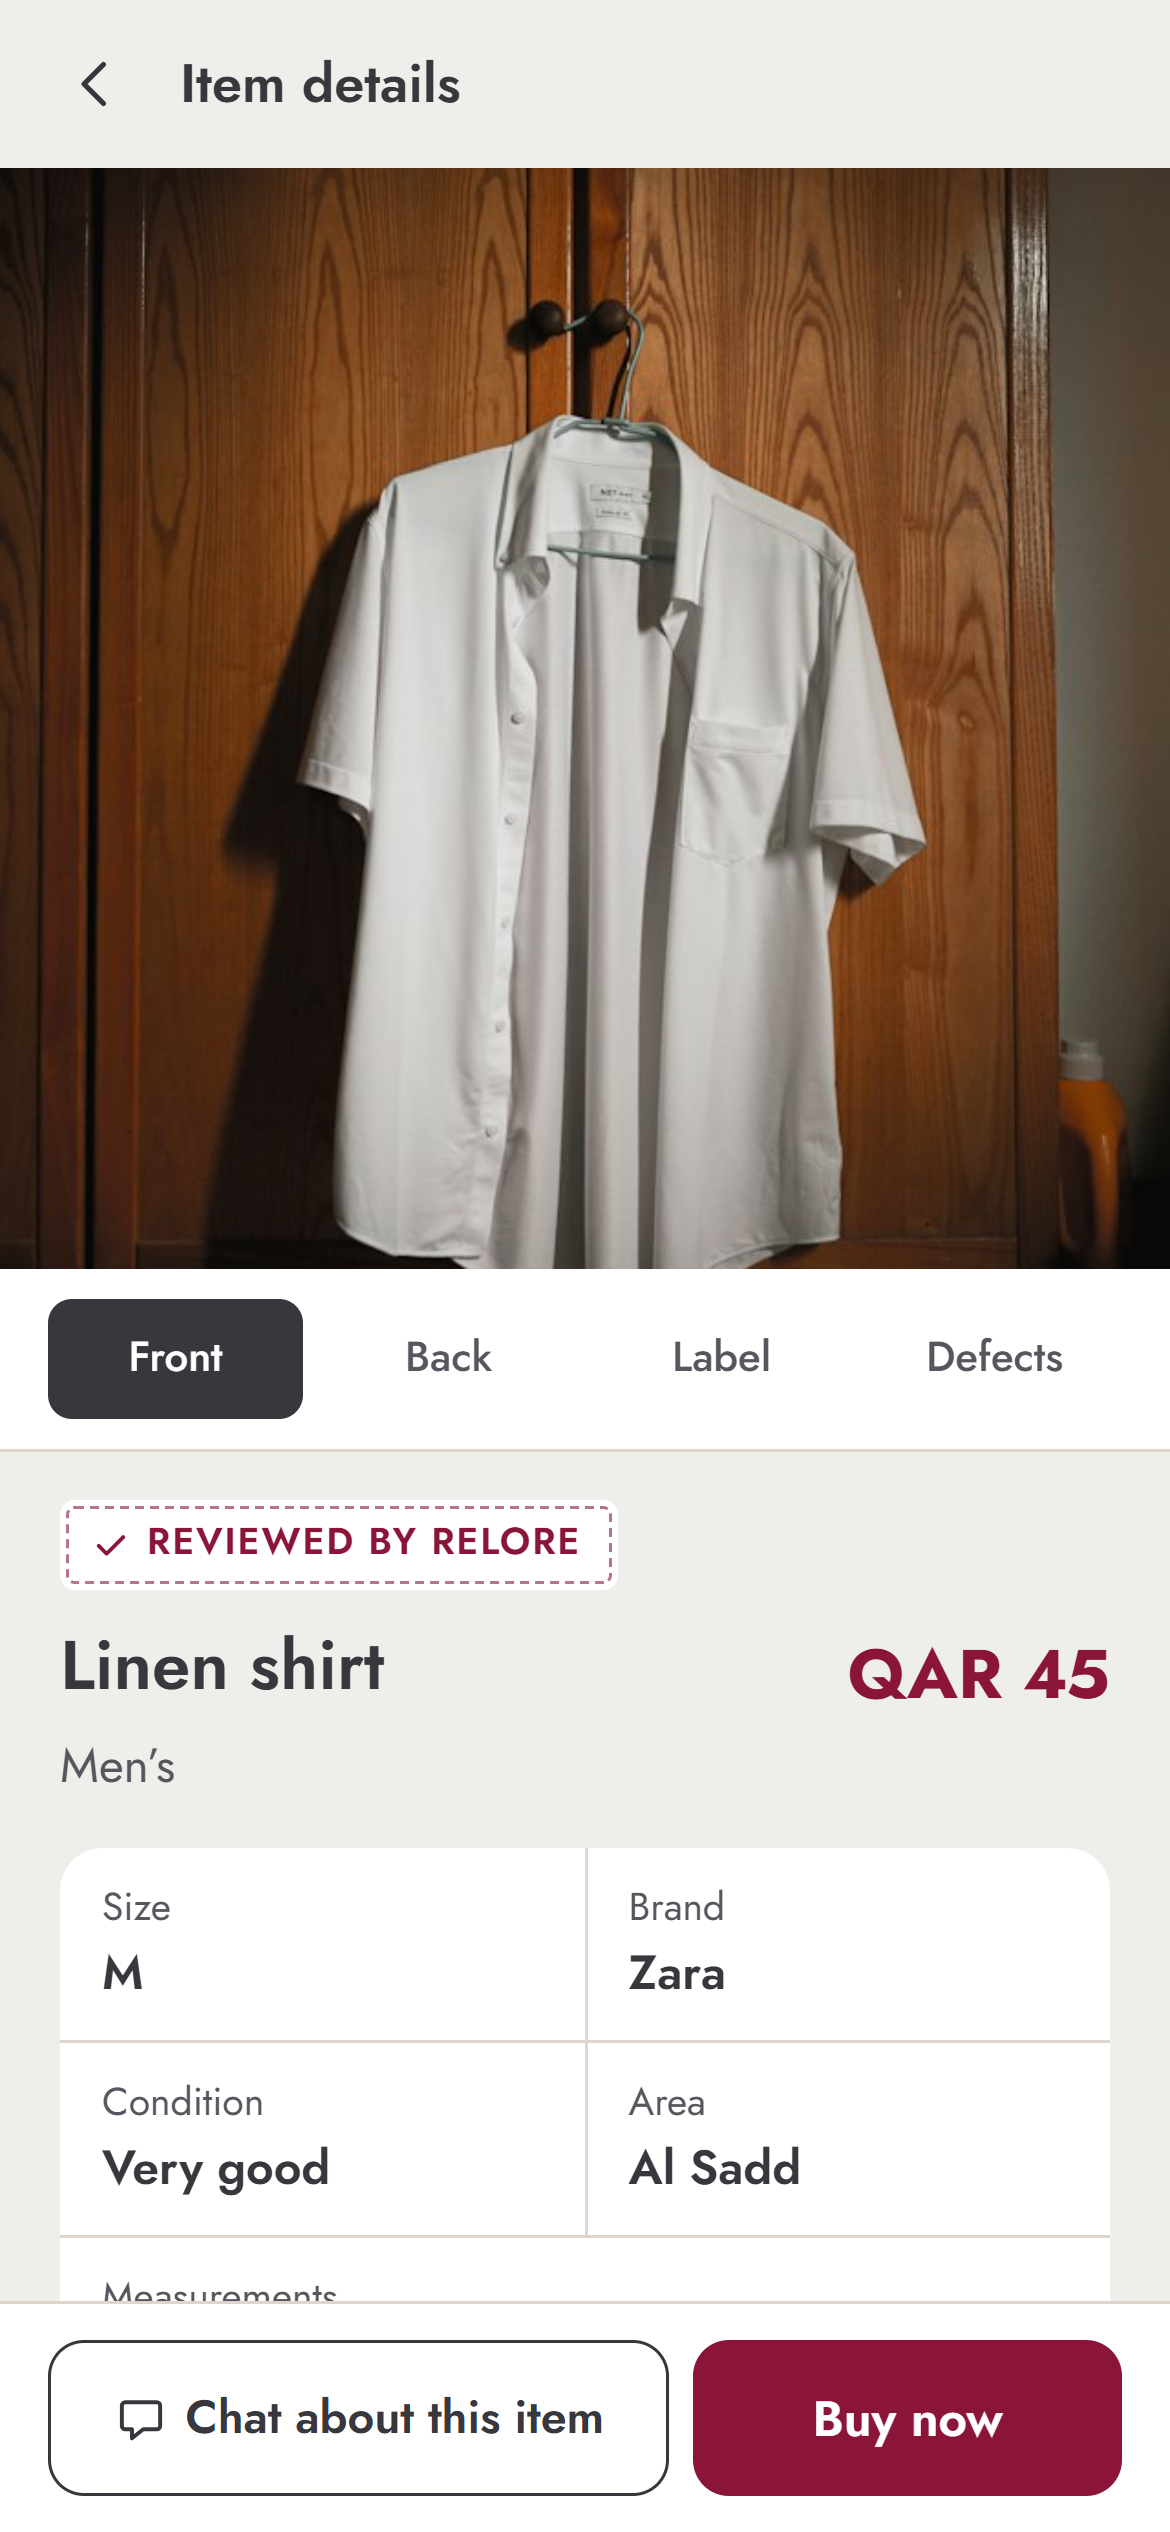 Item details
Front
Back
Label
Defects
REVIEWED BY RELORE
Linen shirt
QAR 45
Men’s
Size
M
Brand
Zara
Condition
Very good
Area
Al Sadd
Measurements
Chat about this item
Buy now